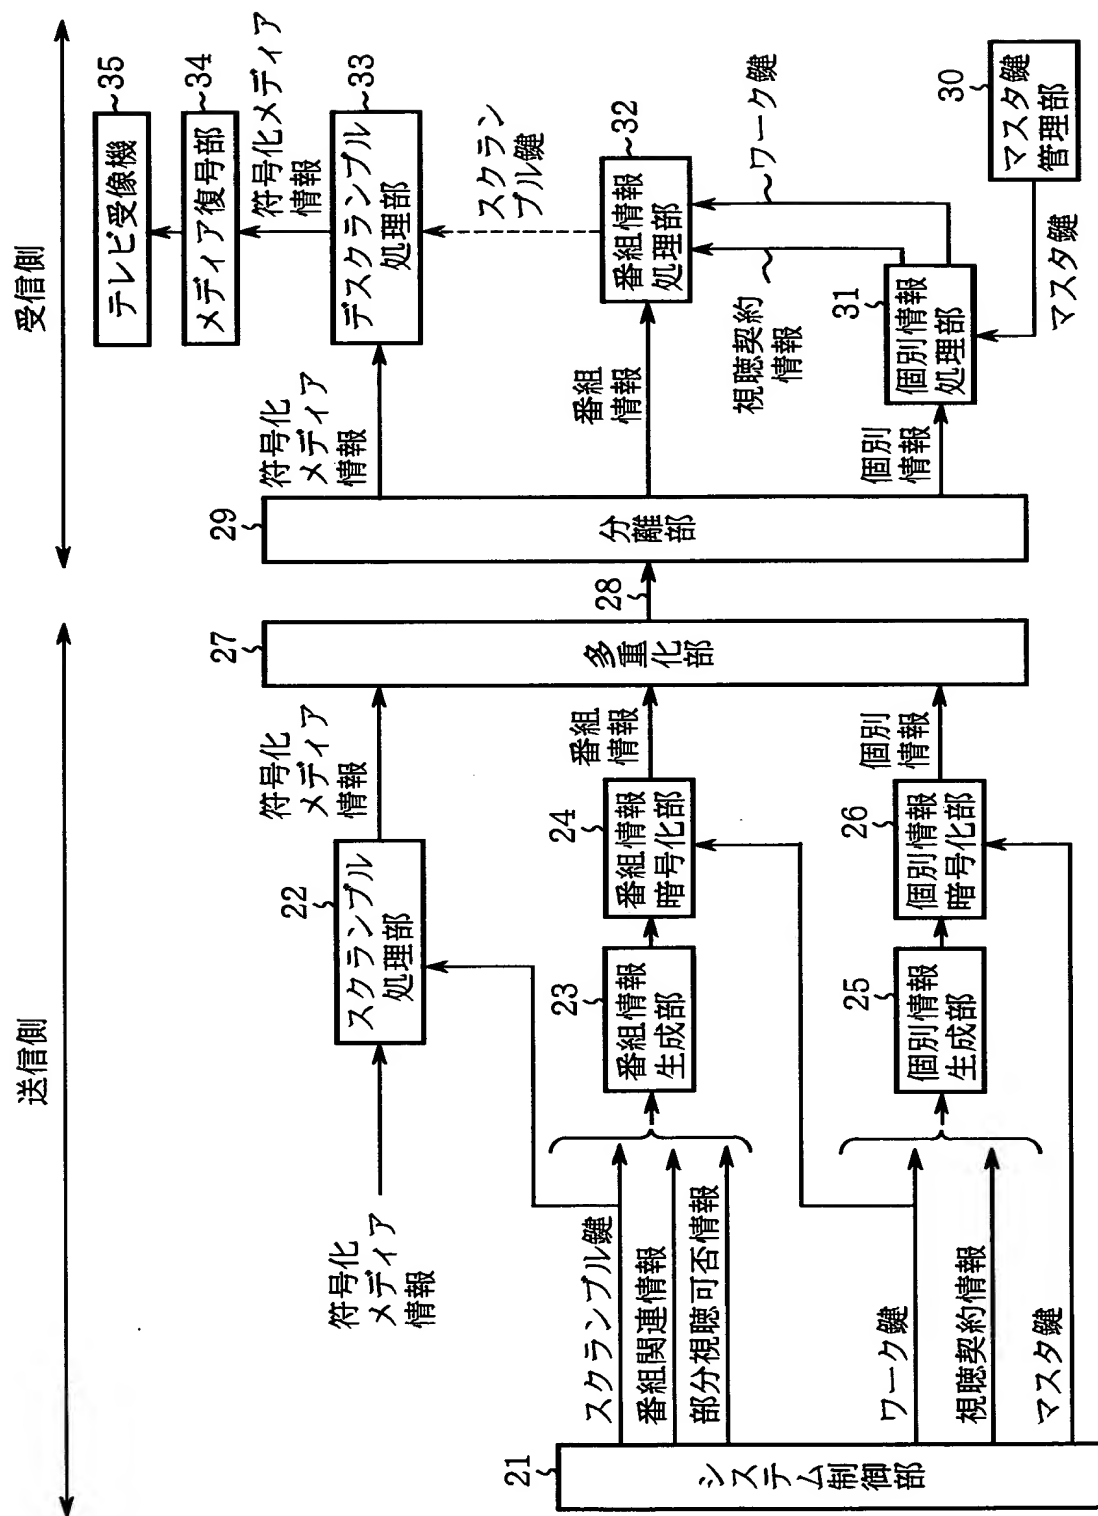 送信側
受信側
21
システム制御部
スクランブル鍵
番組関連情報
部分視聴可否情報
ワーク鍵
視聴契約情報
マスタ鍵
符号化
メディア
情報
22
スクランブル
処理部
23
番組情報
生成部
24
番組情報
暗号化部
25
個別情報
生成部
26
個別情報
暗号化部
符号化
メディア
情報
番組
情報
個別
情報
27
多重化部
28
29
分離部
符号化
メディア
情報
番組
情報
個別
情報
30
マスタ鍵
管理部
マスタ鍵
31
個別情報
処理部
視聴契約
情報
ワーク鍵
32
番組情報
処理部
スクラン
ブル鍵
33
デスクランブル
処理部
符号化メディア
情報
34
メディア復号部
35
テレビ受像機